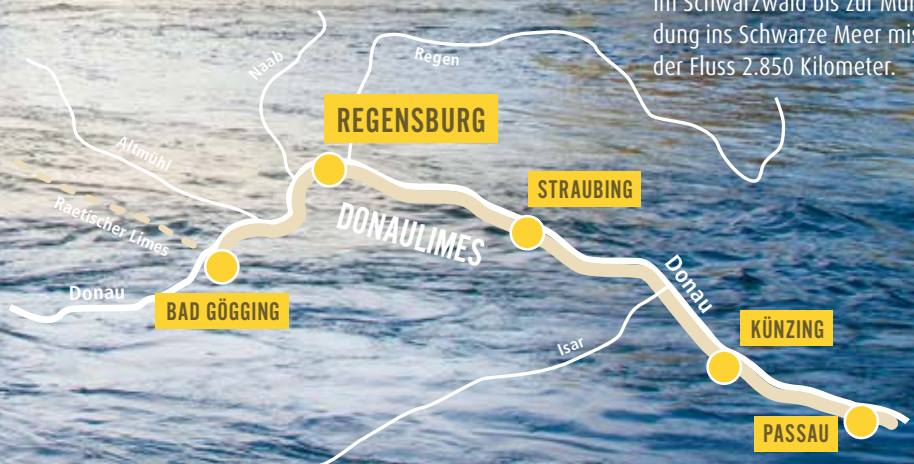 im Schwarzwald bis zur Mün-
dung ins Schwarze Meer mis
der Fluss 2.850 Kilometer.
Naab
Regen
REGENSBURG
Altmühl
STRAUBING
Raetischer Limes
DONAULIMES
Donau
Donau
BAD GÖGGING
KÜNZING
Isar
PASSAU